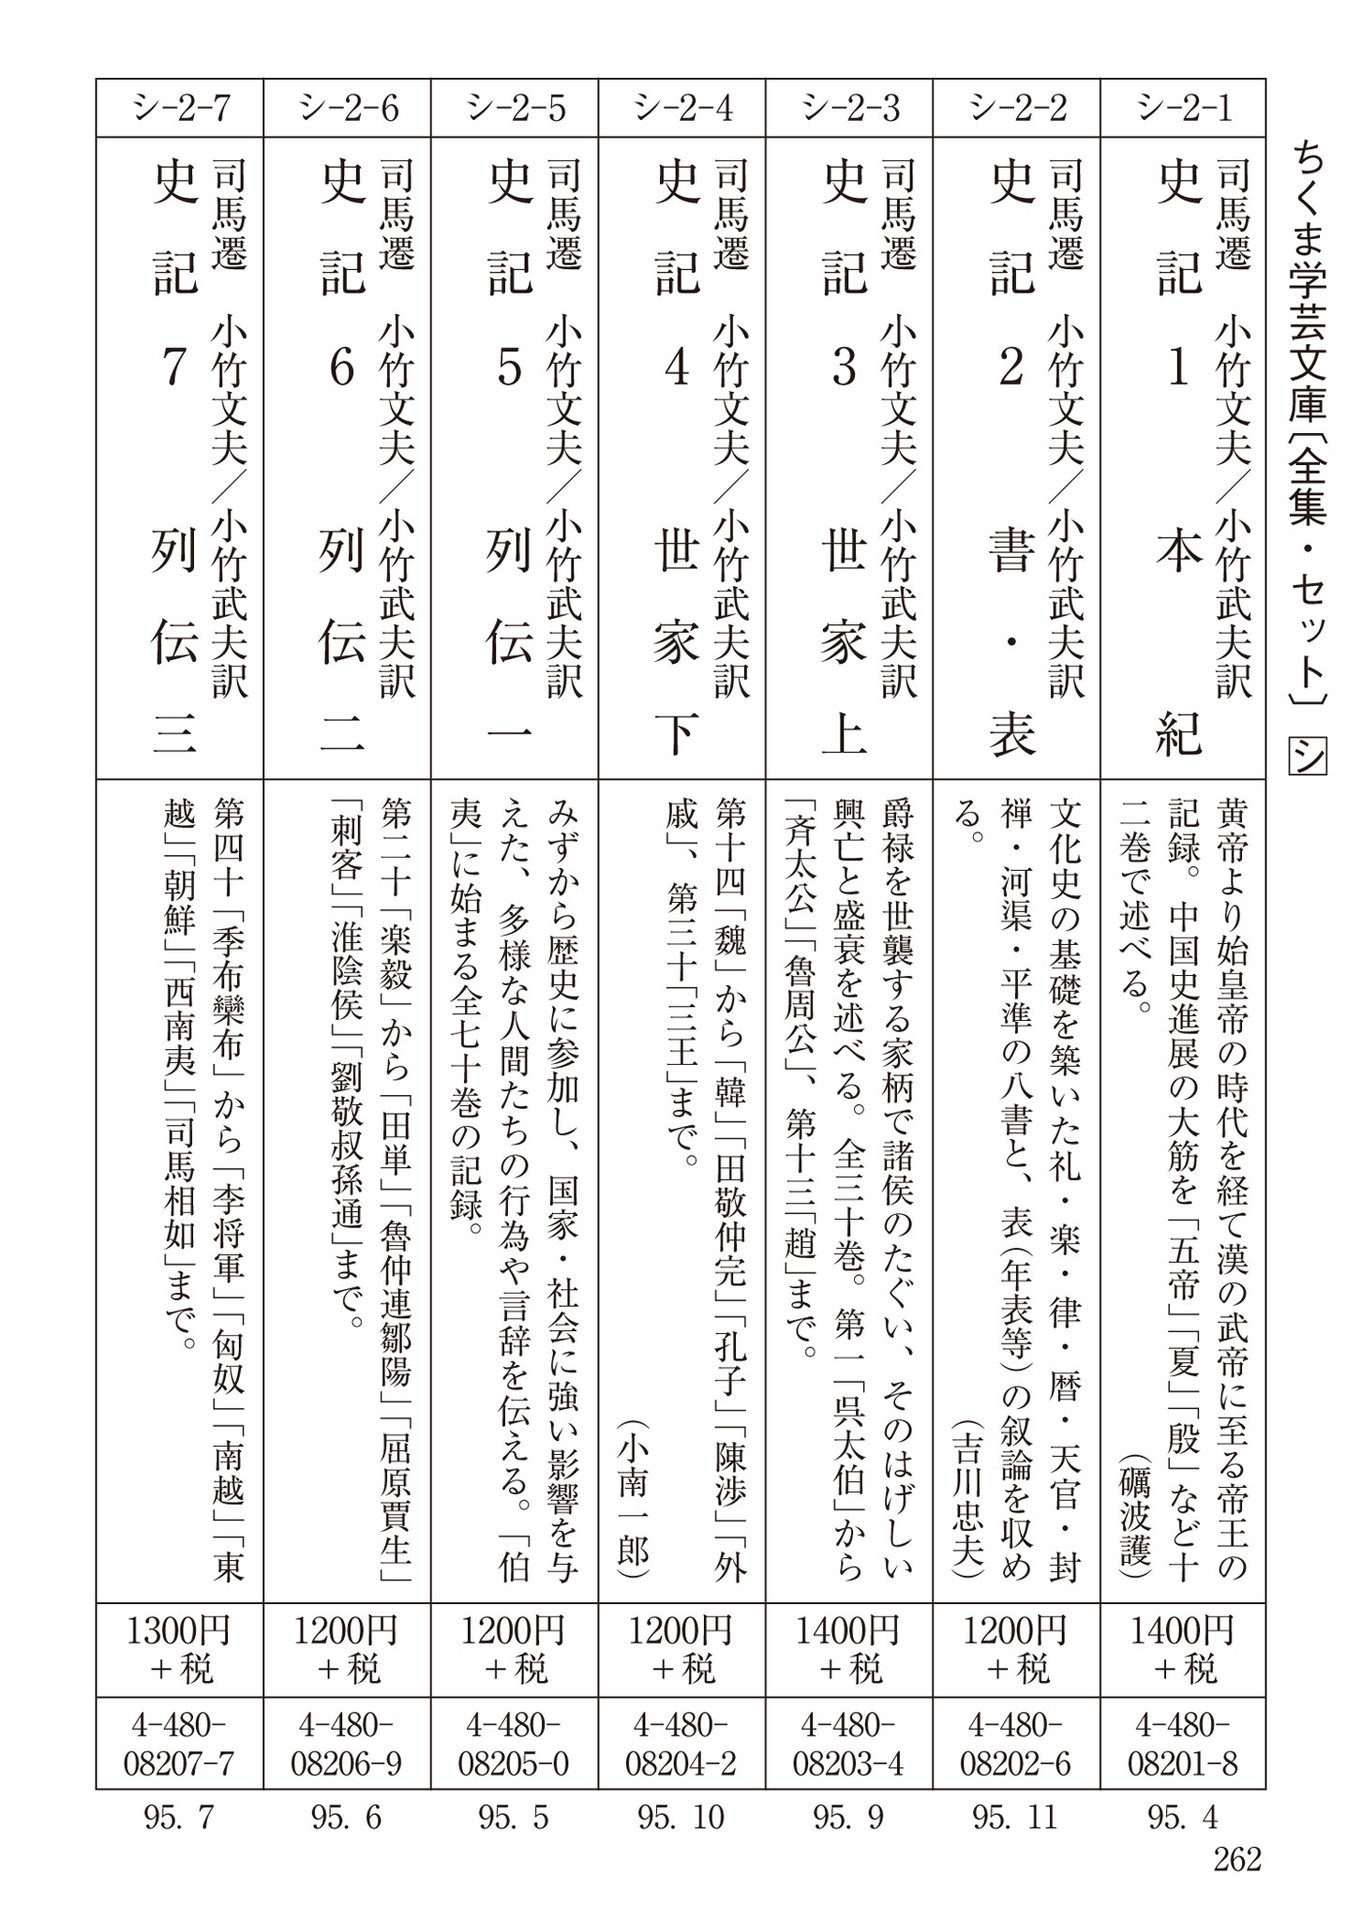 ちくま学芸文庫〔全集・セット〕 シ
シ-2-1
司馬遷 小竹文夫／小竹武夫訳
史記 1 本紀
黄帝より始皇帝の時代を経て漢の武帝に至る帝王の
記録。中国史進展の大筋を「五帝」「夏」「殷」など十
二巻で述べる。
（礪波護）
1400円
＋税
4-480-
08201-8
95. 4
シ-2-2
司馬遷 小竹文夫／小竹武夫訳
史記 2 書・表
文化史の基礎を築いた礼・楽・律・暦・天官・封
禅・河渠・平準の八書と、表（年表等）の叙論を収め
る。
（吉川忠夫）
1200円
＋税
4-480-
08202-6
95. 11
シ-2-3
司馬遷 小竹文夫／小竹武夫訳
史記 3 世家上
爵禄を世襲する家柄で諸侯のたぐい、そのはげしい
興亡と盛衰を述べる。全三十巻。第一「呉太伯」から
「斉太公」「魯周公」、第十三「趙」まで。
1400円
＋税
4-480-
08203-4
95. 9
シ-2-4
司馬遷 小竹文夫／小竹武夫訳
史記 4 世家下
第十四「魏」から「韓」「田敬仲完」「孔子」「陳渉」「外
戚」、第三十「三王」まで。
（小南一郎）
1200円
＋税
4-480-
08204-2
95. 10
シ-2-5
司馬遷 小竹文夫／小竹武夫訳
史記 5 列伝一
みずから歴史に参加し、国家・社会に強い影響を与
えた、多様な人間たちの行為や言辞を伝える。「伯
夷」に始まる全七十巻の記録。
1200円
＋税
4-480-
08205-0
95. 5
シ-2-6
司馬遷 小竹文夫／小竹武夫訳
史記 6 列伝二
第二十「楽毅」から「田単」「魯仲連鄒陽」「屈原賈生」
「刺客」「淮陰侯」「劉敬叔孫通」まで。
1200円
＋税
4-480-
08206-9
95. 6
シ-2-7
司馬遷 小竹文夫／小竹武夫訳
史記 7 列伝三
第四十「季布欒布」から「李将軍」「匈奴」「南越」「東
越」「朝鮮」「西南夷」「司馬相如」まで。
1300円
＋税
4-480-
08207-7
95. 7
262